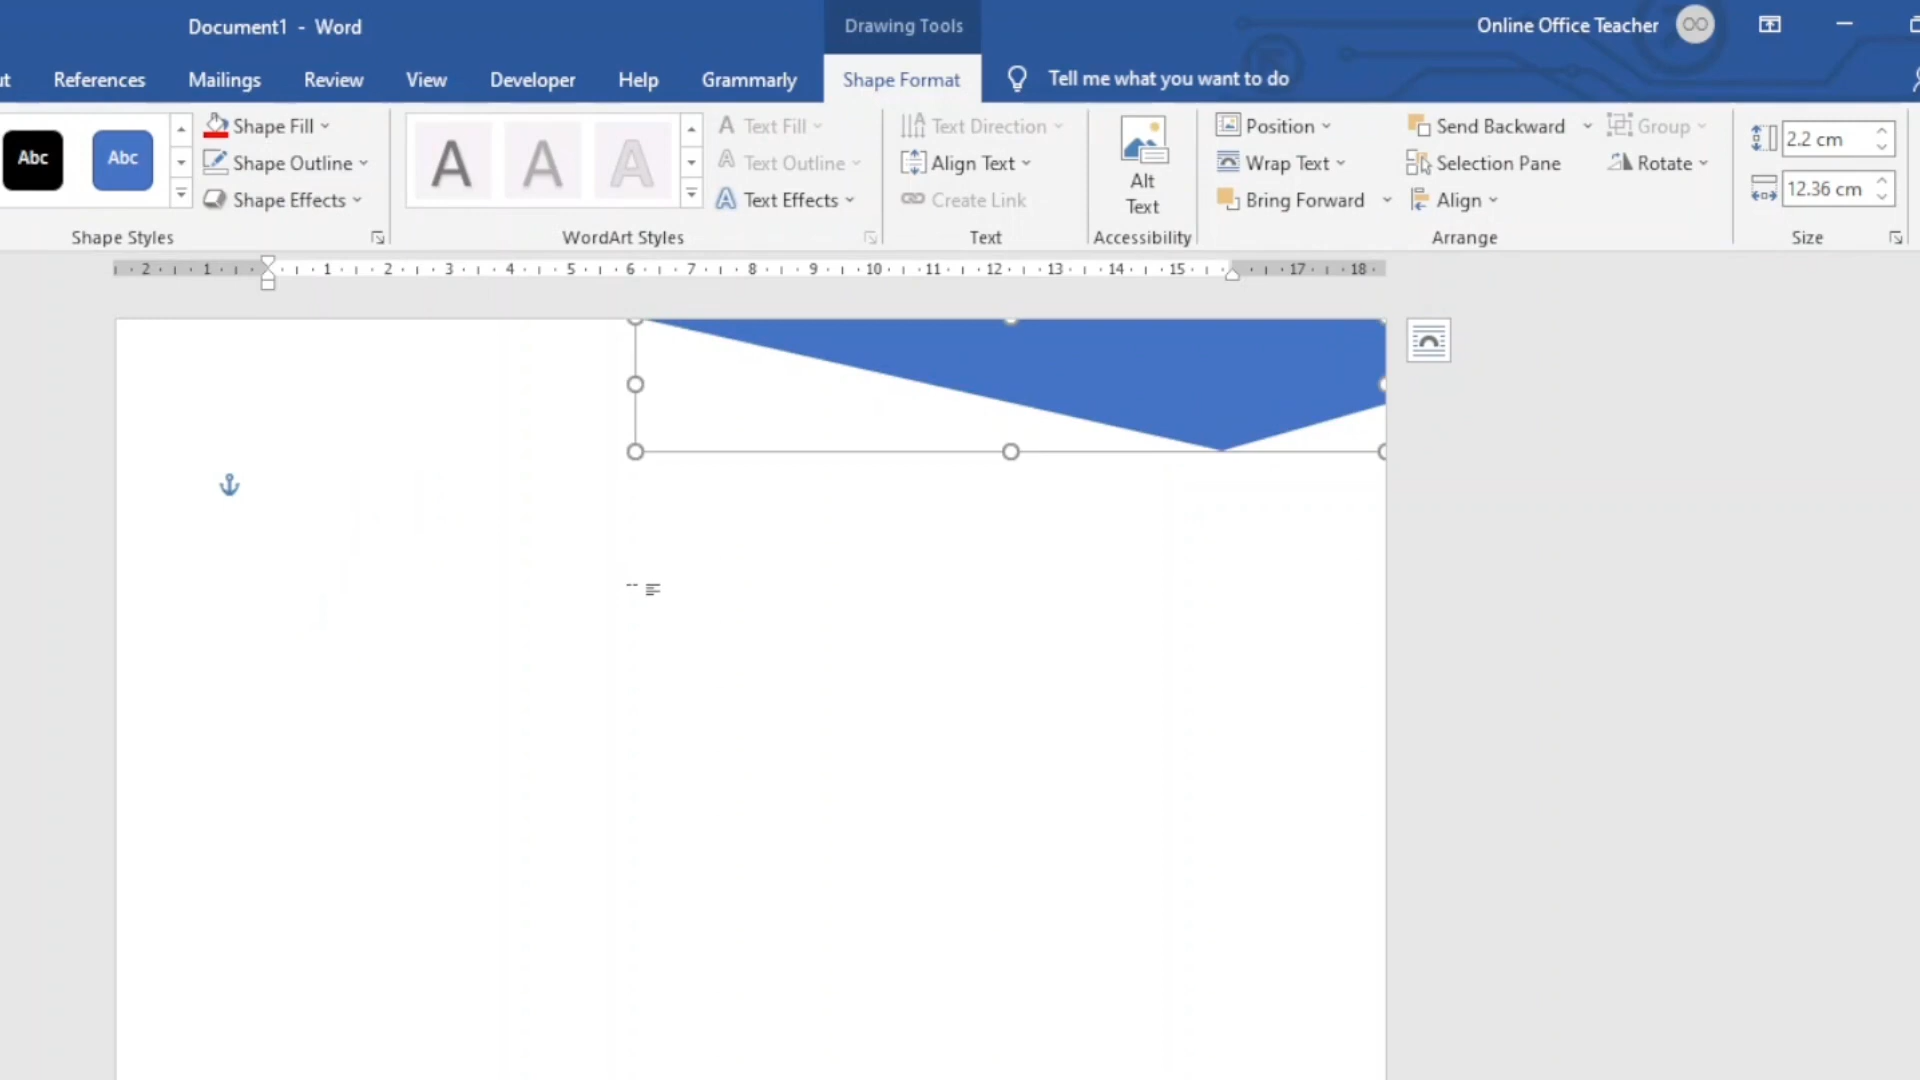 Document1 - Word
Drawing Tools
Online Office Teacher
OO
ut References Mailings Review View Developer Help Grammarly Shape Format Tell me what you want to do
Abc
Abc
Shape Fill
Shape Outline
Shape Effects
Shape Styles
A A A
A Text Fill
A Text Outline
A Text Effects
WordArt Styles
Text Direction
Align Text
Create Link
Text
Alt
Text
Accessibility
Position
Wrap Text
Bring Forward
Send Backward
Selection Pane
Align
Group
Rotate
Arrange
2.2 cm
12.36 cm
Size
2 1 1 2 3 4 5 6 7 8 9 10 11 12 13 14 15 17 18